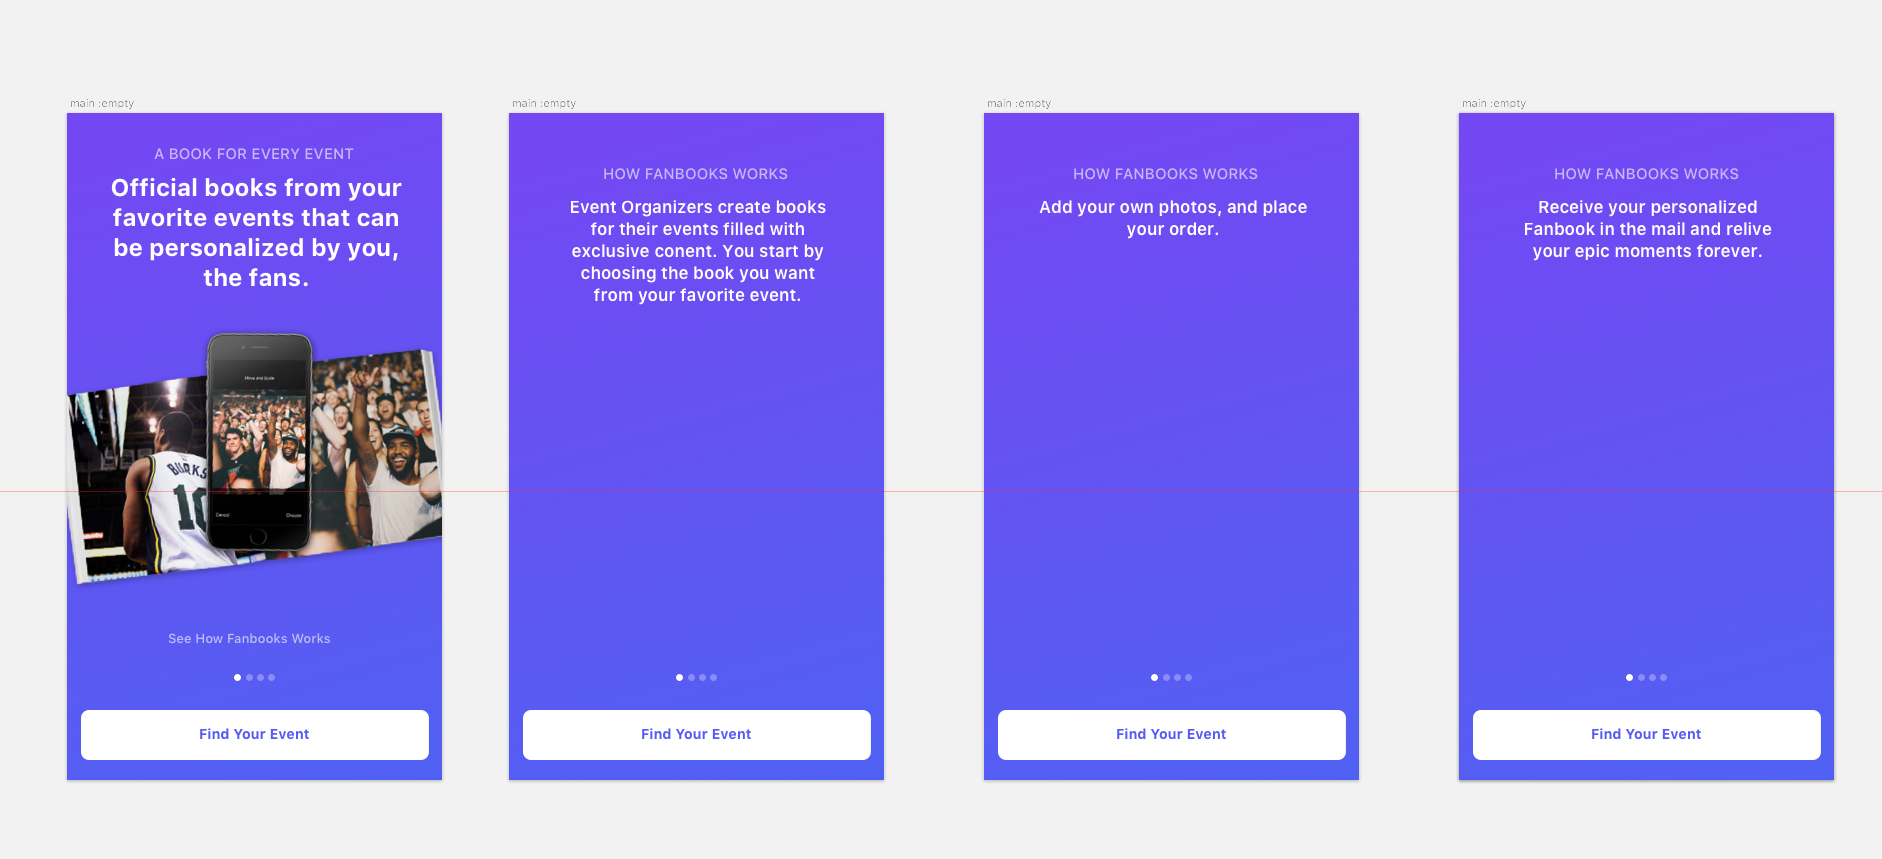 main :empty
A BOOK FOR EVERY EVENT
Official books from your
favorite events that can
be personalized by you,
the fans.
Move and Scale
BURKS
10
Cancel
Choose
See How Fanbooks Works
Find Your Event
main :empty
HOW FANBOOKS WORKS
Event Organizers create books
for their events filled with
exclusive conent. You start by
choosing the book you want
from your favorite event.
Find Your Event
main :empty
HOW FANBOOKS WORKS
Add your own photos, and place
your order.
Find Your Event
main :empty
HOW FANBOOKS WORKS
Receive your personalized
Fanbook in the mail and relive
your epic moments forever.
Find Your Event